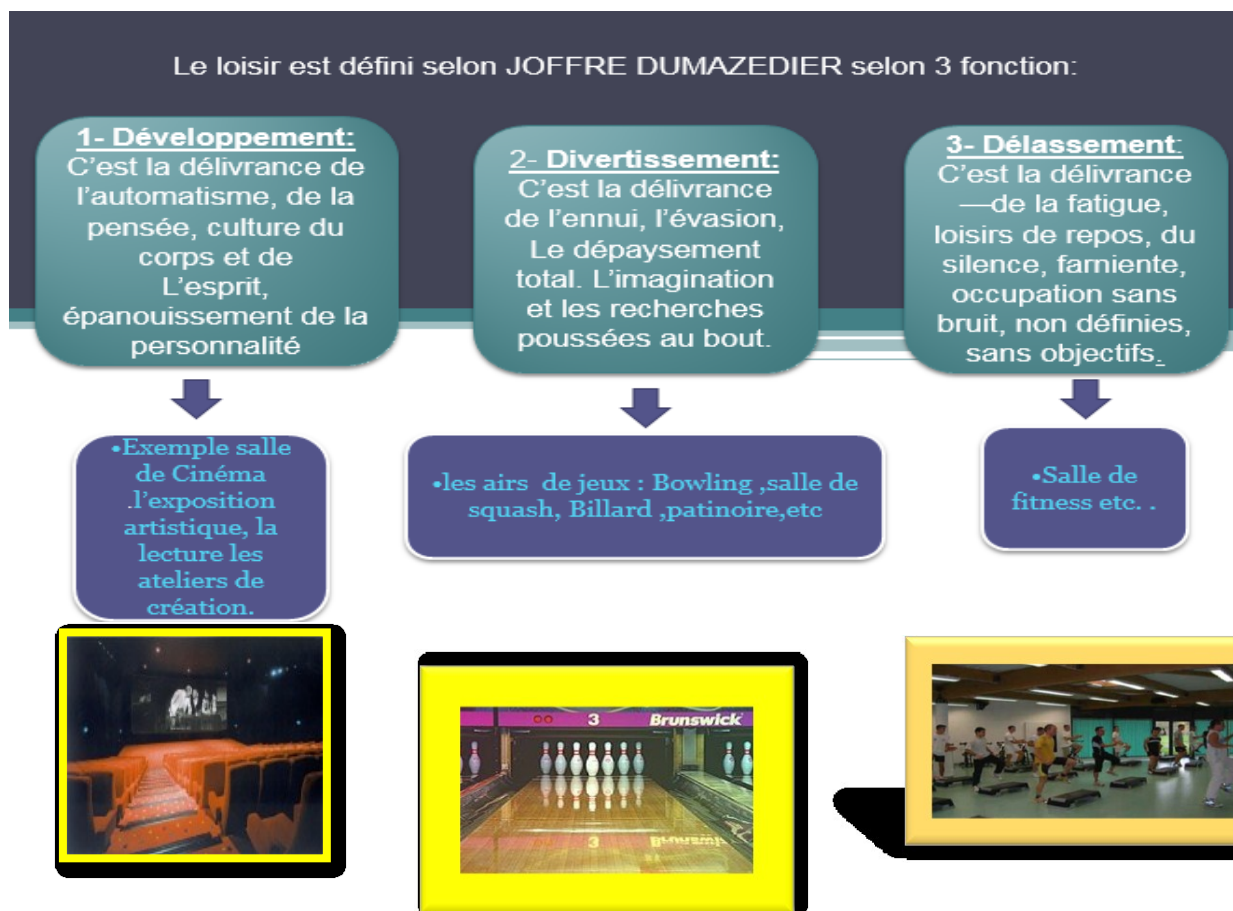 Le loisir est défini selon JOFFRE DUMAZEDIER selon 3 fonction:
1- Développement:
C'est la délivrance de
l'automatisme, de la
pensée, culture du
corps et de
L'esprit,
épanouissement de la
personnalité
2- Divertissement:
C'est la délivrance
de l'ennui, l'évasion,
Le dépaysement
total. L'imagination
et les recherches
poussées au bout.
3- Délassement:
C'est la délivrance
—de la fatigue,
loisirs de repos, du
silence, farniente,
occupation sans
bruit, non définies,
sans objectifs.
•Exemple salle
de Cinéma
.l'exposition
artistique, la
lecture les
ateliers de
création.
•les airs de jeux : Bowling ,salle de
squash, Billard ,patinoire,etc
•Salle de
fitness etc. .
3 Brunswick
3